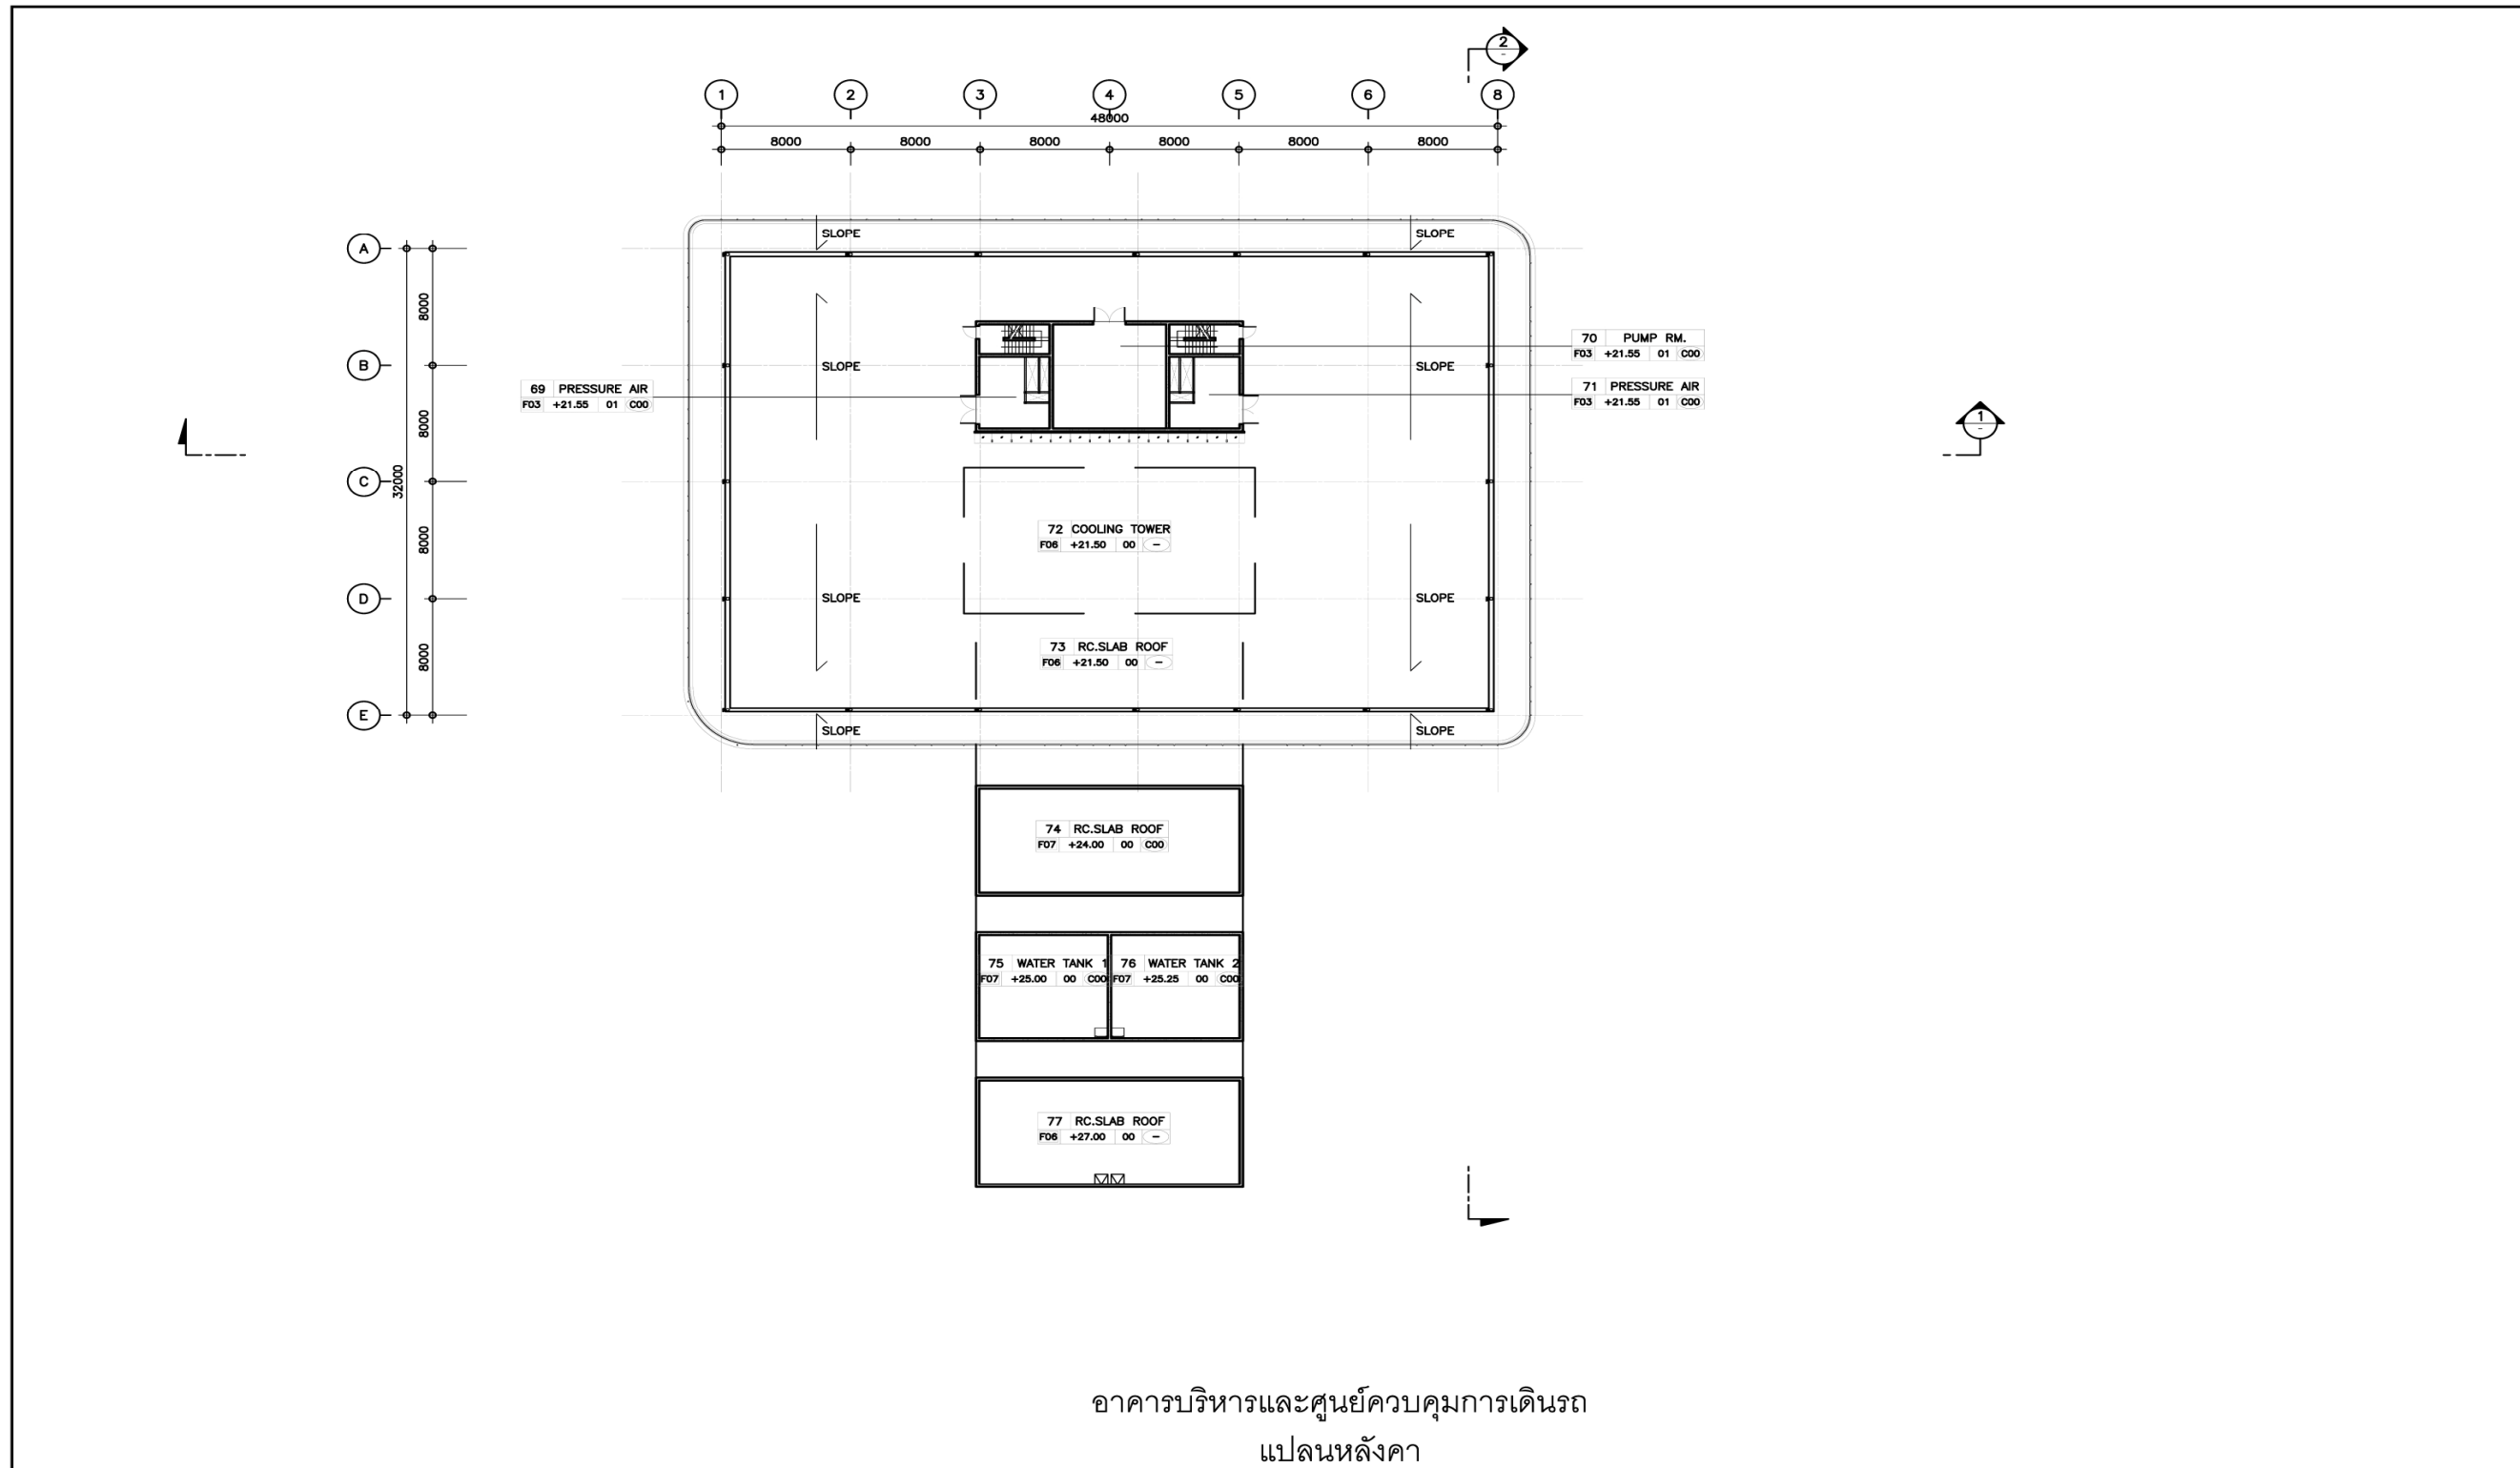 2
-
1 2 3 4 5 6 8
48000
8000 8000 8000 8000 8000 8000
A
B
C
D
E
8000
8000
8000
8000
32000
SLOPE SLOPE
SLOPE SLOPE
70 PUMP RM.
F03 +21.55 01 C00
69 PRESSURE AIR
F03 +21.55 01 C00
71 PRESSURE AIR
F03 +21.55 01 C00
1
-
72 COOLING TOWER
F06 +21.50 00 -
SLOPE SLOPE
73 RC.SLAB ROOF
F06 +21.50 00 -
SLOPE SLOPE
74 RC.SLAB ROOF
F07 +24.00 00 C00
75 WATER TANK 1
F07 +25.00 00 C00
76 WATER TANK 2
F07 +25.25 00 C00
77 RC.SLAB ROOF
F06 +27.00 00 -
อาคารบริหารและศูนย์ควบคุมการเดินรถ
แปลนหลังคา